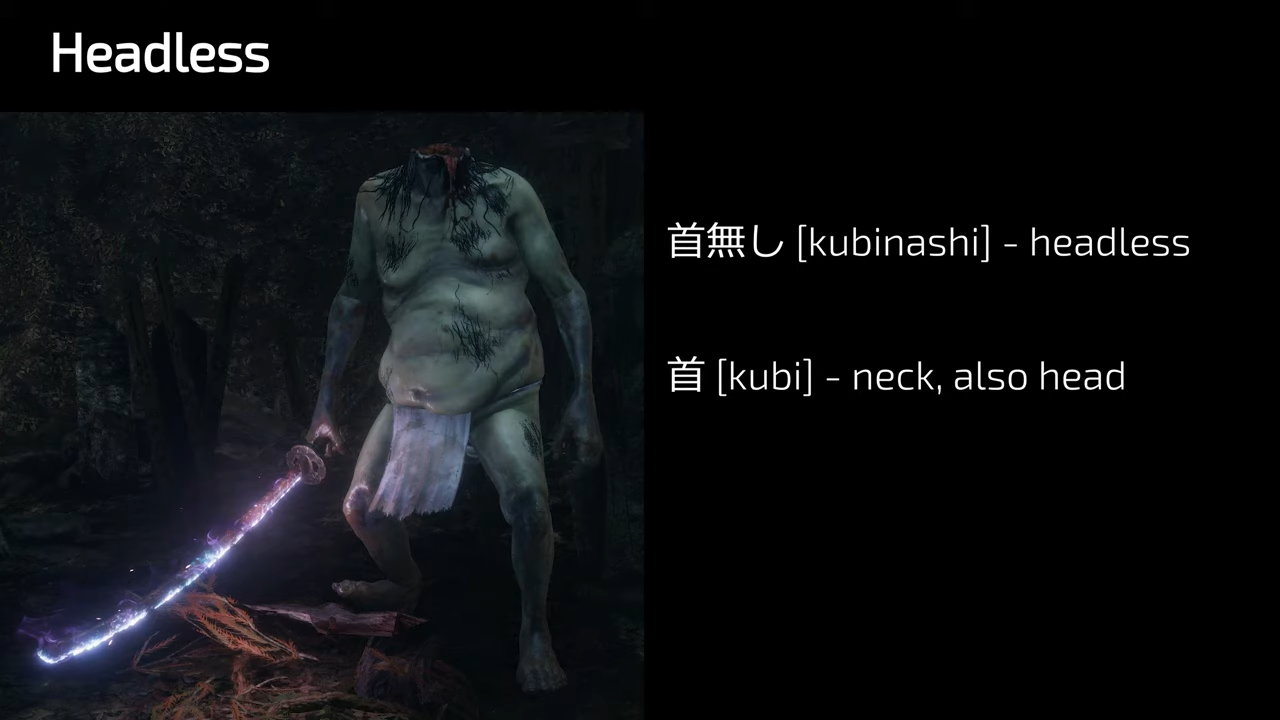 Headless
首無し [kubinashi] - headless
首 [kubi] - neck, also head